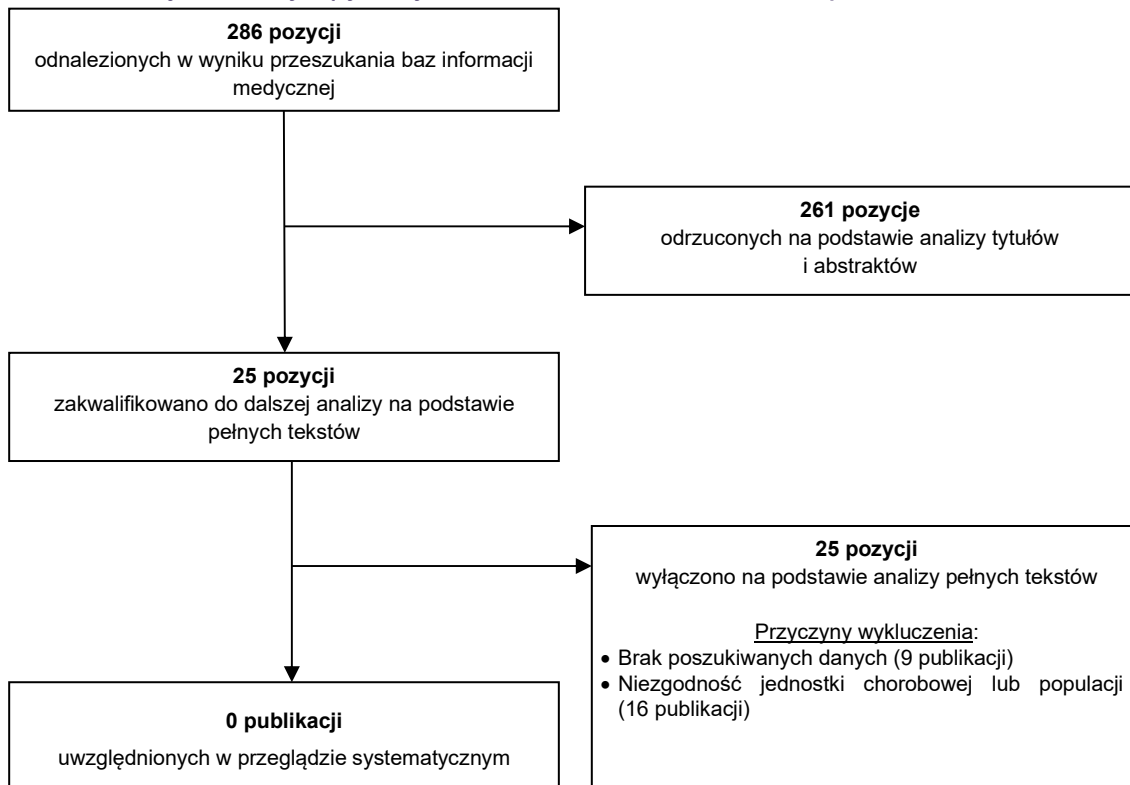 286 pozycji
odnalezionych w wyniku przeszukania baz informacji
medycznej
261 pozycje
odrzuconych na podstawie analizy tytułów
i abstraktów
25 pozycji
zakwalifikowano do dalszej analizy na podstawie
pełnych tekstów
25 pozycji
wyłączono na podstawie analizy pełnych tekstów
Przyczyny wykluczenia:
• Brak poszukiwanych danych (9 publikacji)
• Niezgodność jednostki chorobowej lub populacji
(16 publikacji)
0 publikacji
uwzględnionych w przeglądzie systematycznym